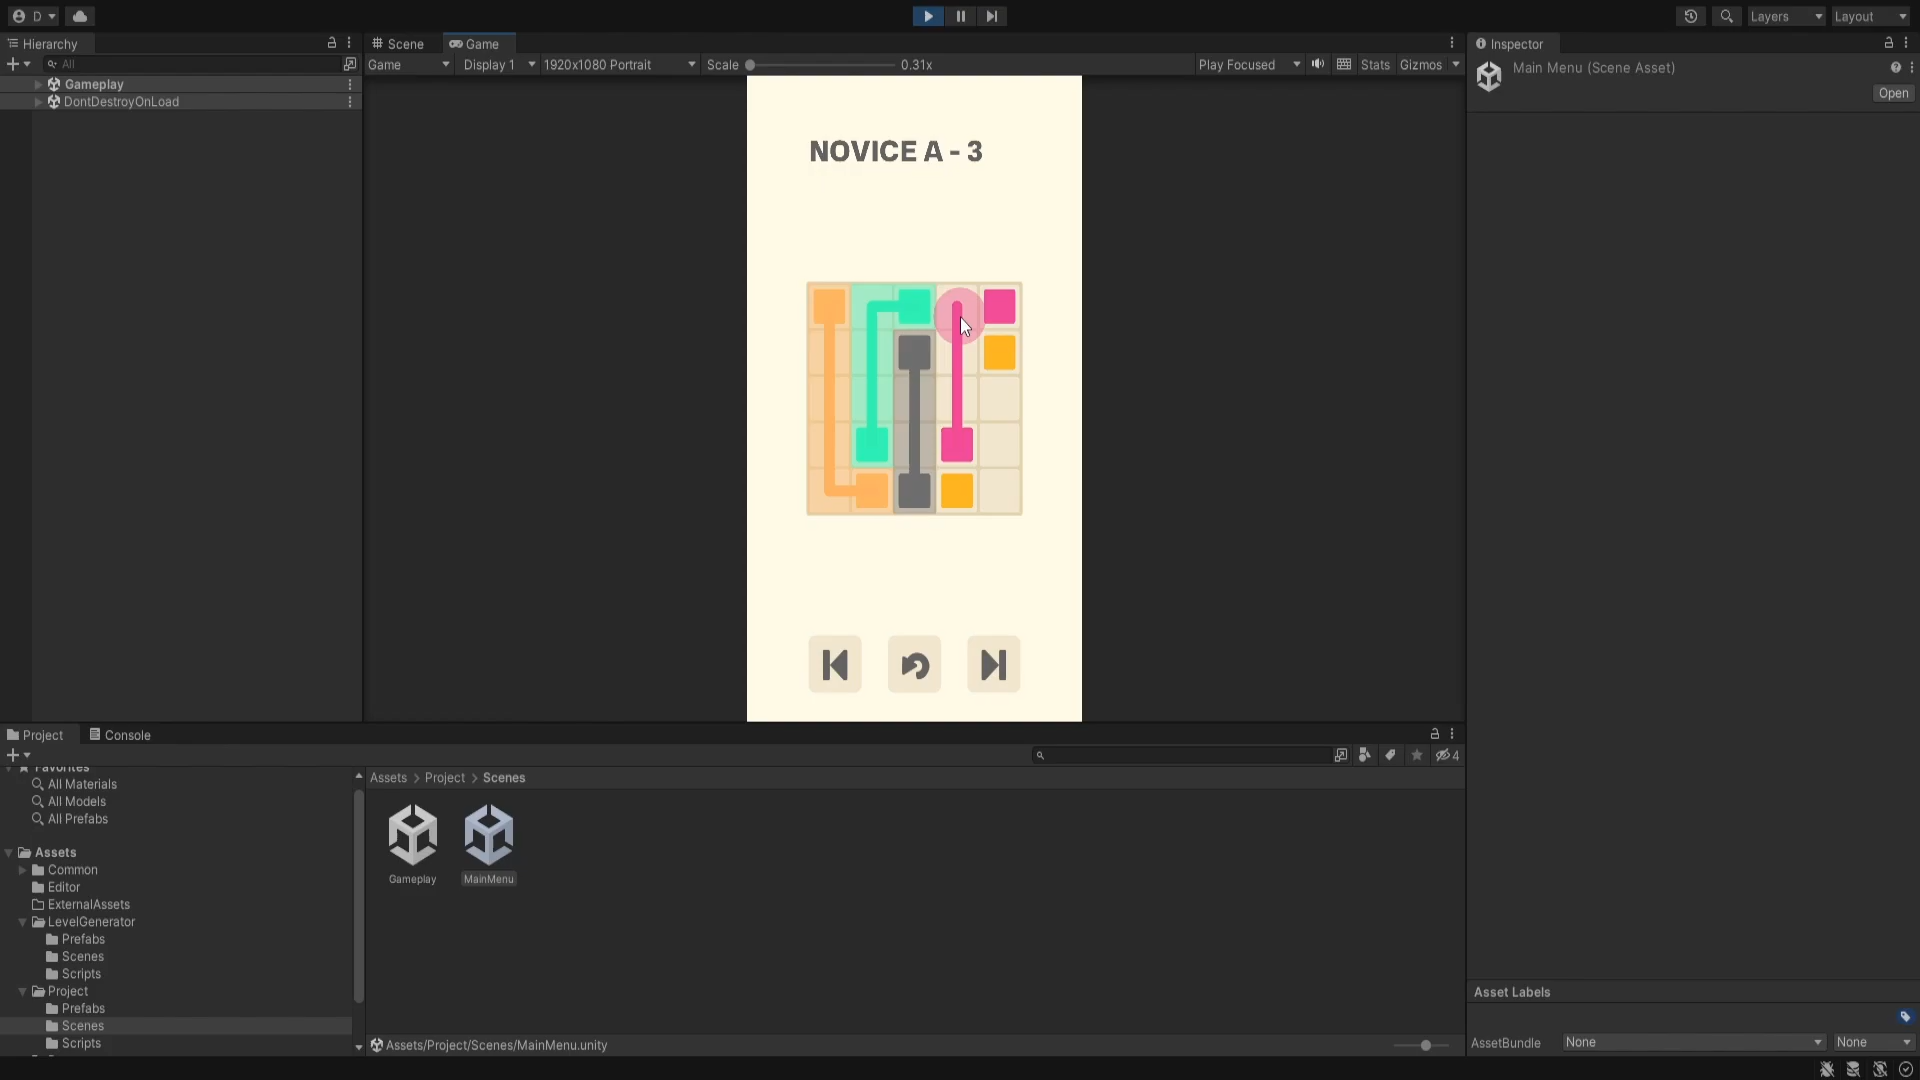 D
Layers
Layout
Hierarchy
Scene
Game
Inspector
All
Game
Display 1
1920x1080 Portrait
Scale
0.31x
Play Focused
Stats
Gizmos
Main Menu (Scene Asset)
Open
Gameplay
DontDestroyOnLoad
NOVICE A - 3
Project
Console
4
Favorites
All Materials
All Models
All Prefabs
Assets
Common
Editor
ExternalAssets
LevelGenerator
Prefabs
Scenes
Scripts
Project
Prefabs
Scenes
Scripts
Assets > Project > Scenes
Gameplay
MainMenu
Assets/Project/Scenes/MainMenu.unity
Asset Labels
AssetBundle
None
None